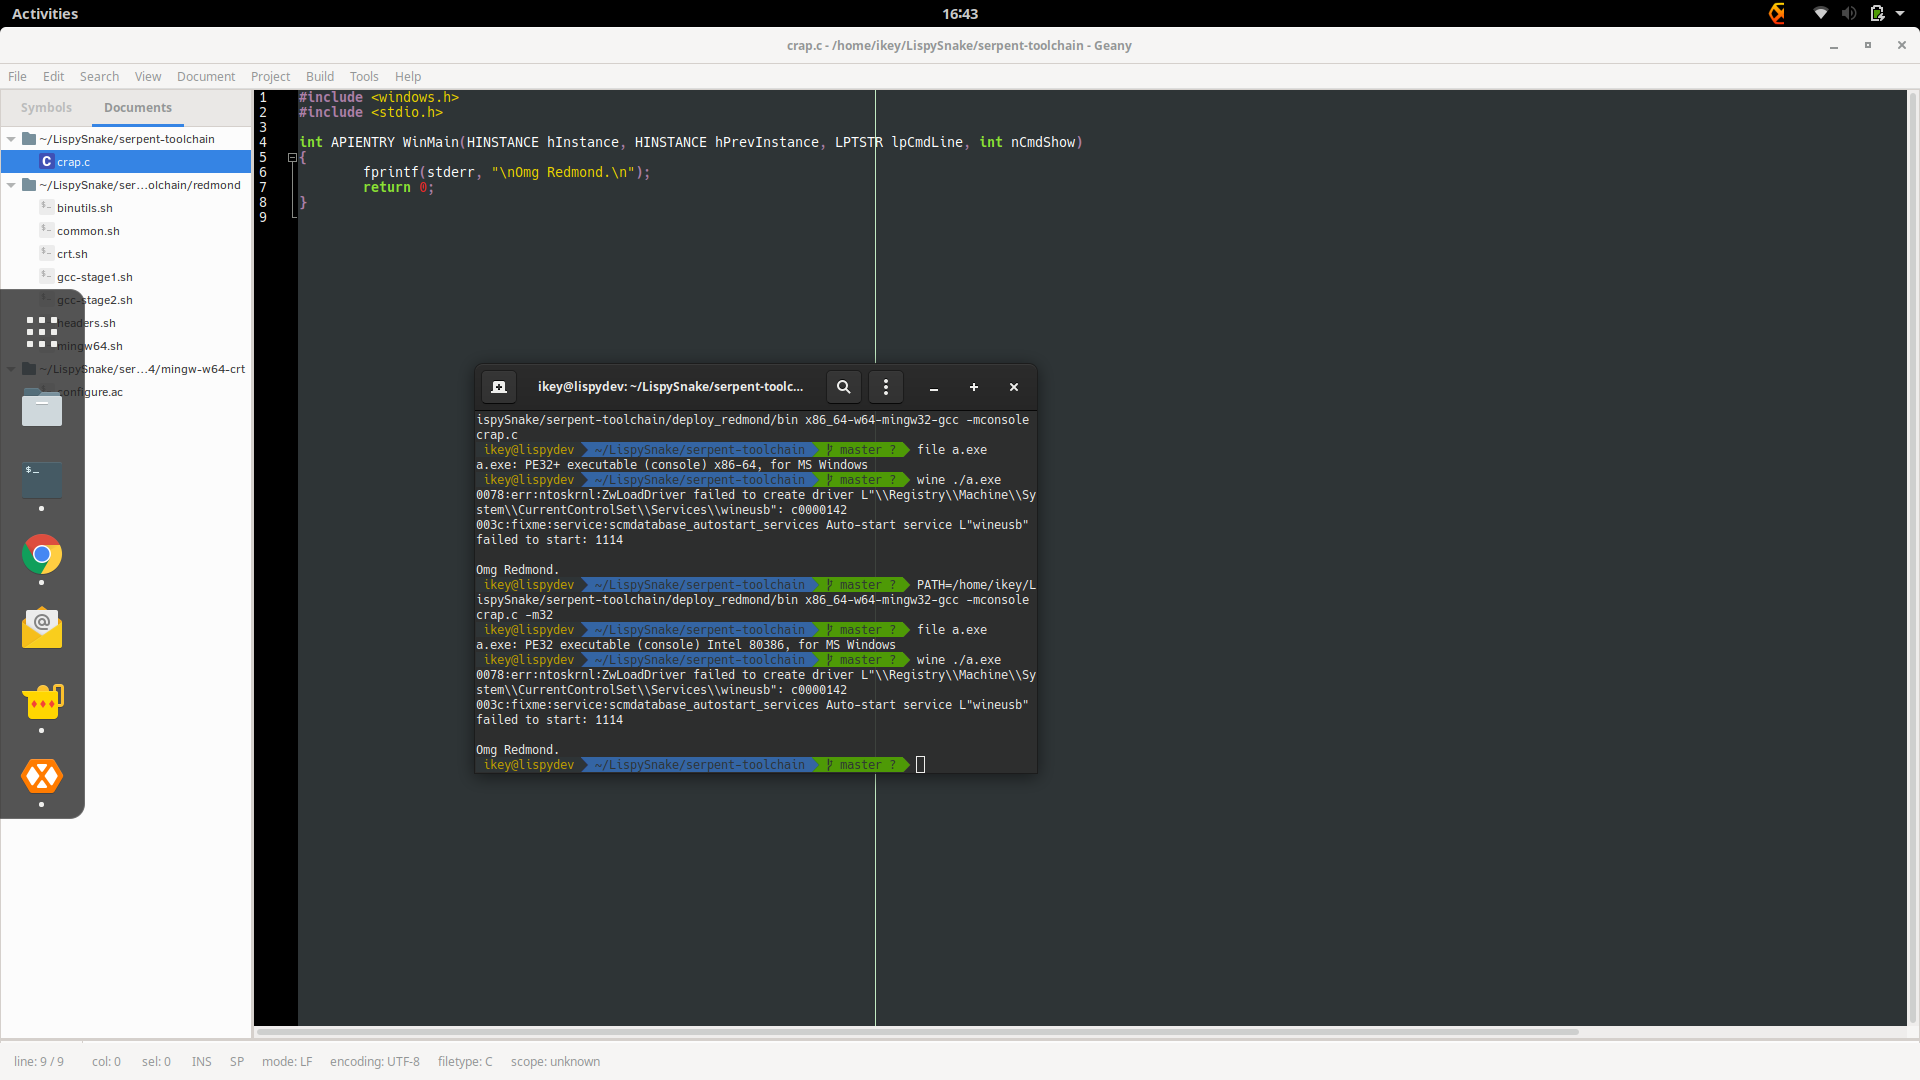 Activities
16:43
crap.c - /home/ikey/LispySnake/serpent-toolchain - Geany
File Edit Search View Document Project Build Tools Help
Symbols Documents
~/LispySnake/serpent-toolchain
crap.c
~/LispySnake/ser...olchain/redmond
binutils.sh
common.sh
crt.sh
gcc-stage1.sh
gcc-stage2.sh
headers.sh
mingw64.sh
~/LispySnake/ser...4/mingw-w64-crt
configure.ac
1 #include <windows.h>
2 #include <stdio.h>
3
4 int APIENTRY WinMain(HINSTANCE hInstance, HINSTANCE hPrevInstance, LPTSTR lpCmdLine, int nCmdShow)
5 {
6 fprintf(stderr, "\nOmg Redmond.\n");
7 return 0;
8 }
9
ikey@lispydev: ~/LispySnake/serpent-toolc...
ispySnake/serpent-toolchain/deploy_redmond/bin x86_64-w64-mingw32-gcc -mconsole
crap.c
ikey@lispydev ~/LispySnake/serpent-toolchain master ? file a.exe
a.exe: PE32+ executable (console) x86-64, for MS Windows
ikey@lispydev ~/LispySnake/serpent-toolchain master ? wine ./a.exe
0078:err:ntoskrnl:ZwLoadDriver failed to create driver L"\\Registry\\Machine\\Sy
stem\\CurrentControlSet\\Services\\wineusb": c0000142
003c:fixme:service:scmdatabase_autostart_services Auto-start service L"wineusb"
failed to start: 1114
Omg Redmond.
ikey@lispydev ~/LispySnake/serpent-toolchain master ? PATH=/home/ikey/L
ispySnake/serpent-toolchain/deploy_redmond/bin x86_64-w64-mingw32-gcc -mconsole
crap.c -m32
ikey@lispydev ~/LispySnake/serpent-toolchain master ? file a.exe
a.exe: PE32 executable (console) Intel 80386, for MS Windows
ikey@lispydev ~/LispySnake/serpent-toolchain master ? wine ./a.exe
0078:err:ntoskrnl:ZwLoadDriver failed to create driver L"\\Registry\\Machine\\Sy
stem\\CurrentControlSet\\Services\\wineusb": c0000142
003c:fixme:service:scmdatabase_autostart_services Auto-start service L"wineusb"
failed to start: 1114
Omg Redmond.
ikey@lispydev ~/LispySnake/serpent-toolchain master ?
line: 9 / 9 col: 0 sel: 0 INS SP mode: LF encoding: UTF-8 filetype: C scope: unknown